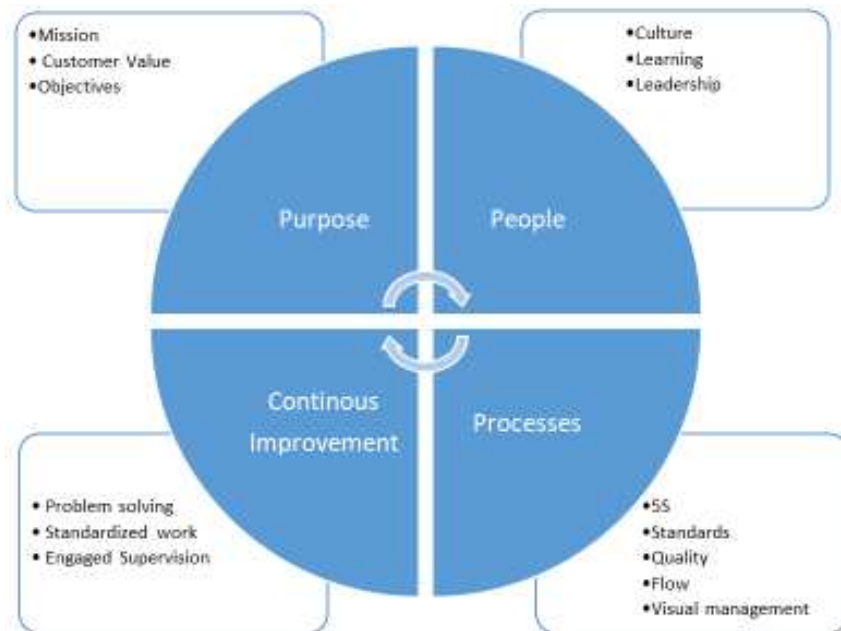 •Mission
• Customer Value
•Objectives
•Culture
•Learning
•Leadership
Purpose
People
Continous
Improvement
Processes
• Problem solving
• Standardized work
• Engaged Supervision
•5S
•Standards
•Quality
•Flow
•Visual management